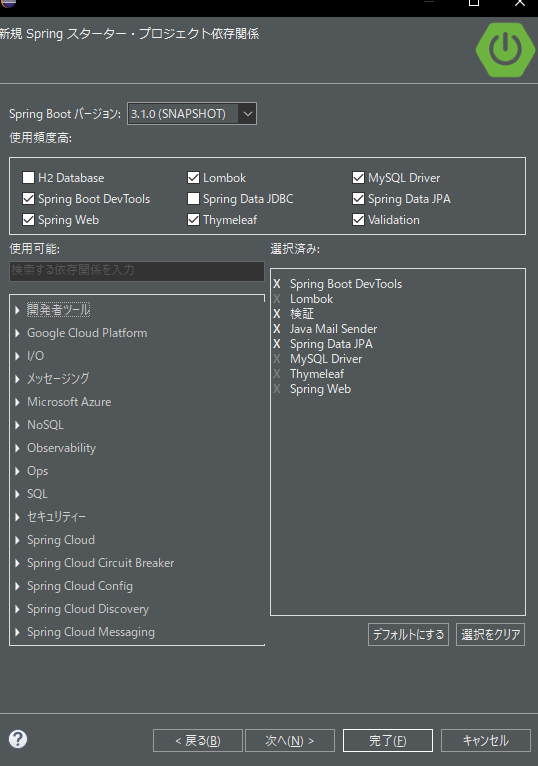 新規 Spring スターター・プロジェクト依存関係
Spring Boot バージョン: 3.1.0 (SNAPSHOT)
使用頻度高:
H2 Database Lombok MySQL Driver
Spring Boot DevTools Spring Data JDBC Spring Data JPA
Spring Web Thymeleaf Validation
使用可能: 選択済み:
検索する依存関係を入力
X Spring Boot DevTools
X Lombok
X 検証
X Java Mail Sender
X Spring Data JPA
X MySQL Driver
X Thymeleaf
X Spring Web
開発者ツール
Google Cloud Platform
I/O
メッセージング
Microsoft Azure
NoSQL
Observability
Ops
SQL
セキュリティー
Spring Cloud
Spring Cloud Circuit Breaker
Spring Cloud Config
Spring Cloud Discovery
Spring Cloud Messaging
デフォルトにする 選択をクリア
? < 戻る(B) 次へ(N) > 完了(F) キャンセル